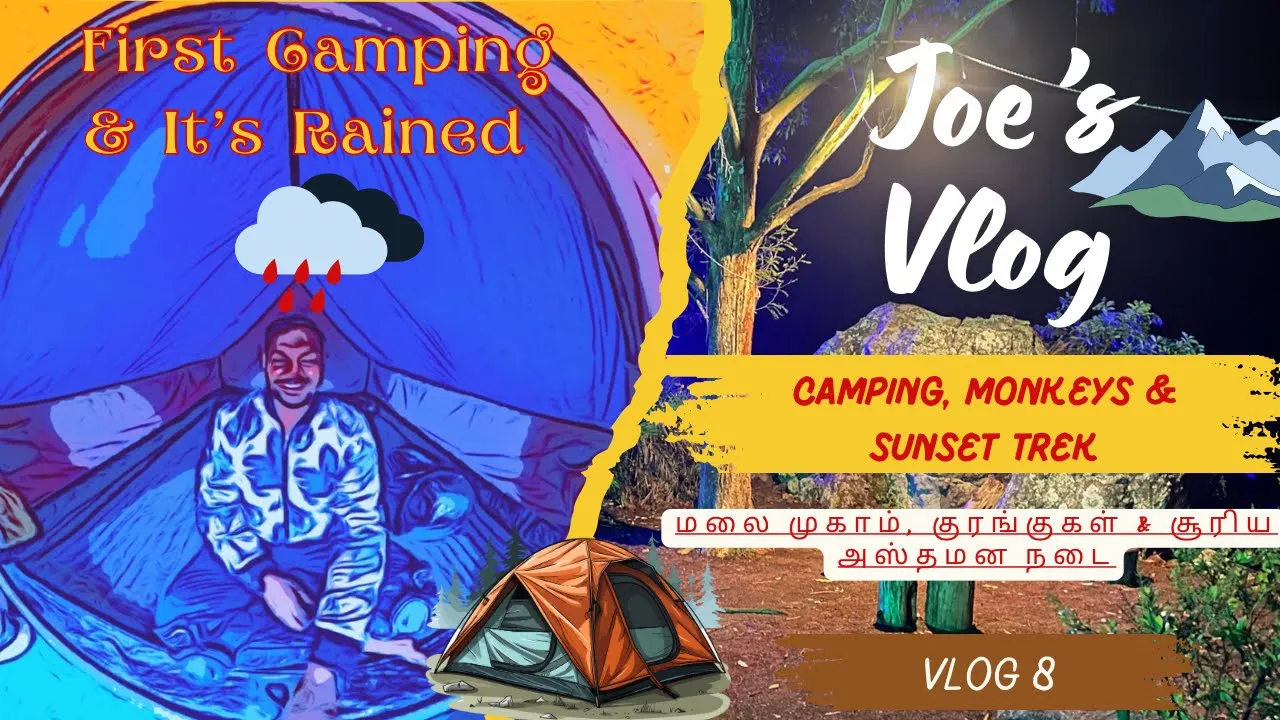 First Camping
& It's Rained
Joe's
Vlog
CAMPING, MONKEYS &
SUNSET TREK
மலை முகாம், குரங்குகள் & சூரிய
அஸ்தமன நடை
VLOG 8